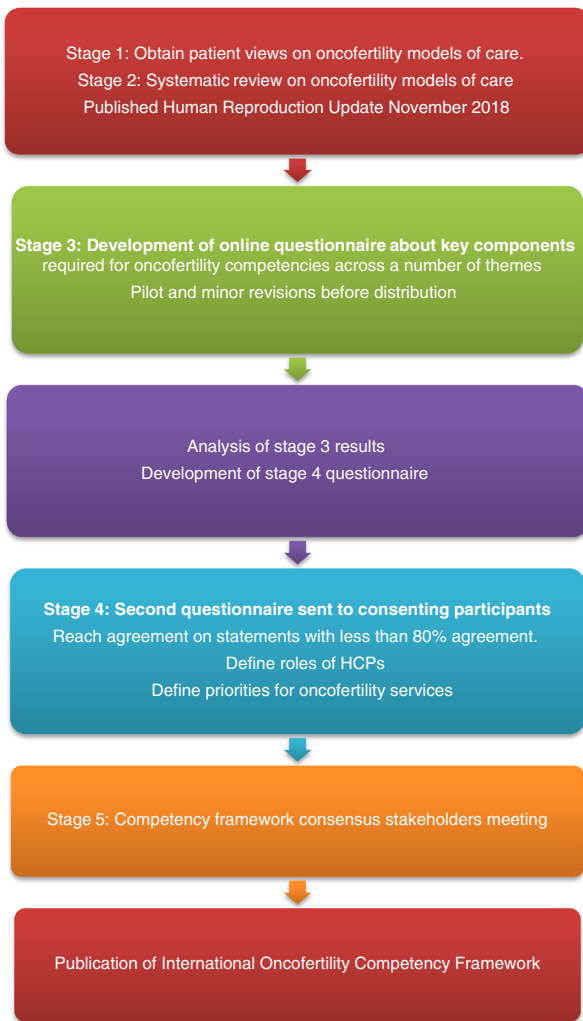 Stage 1: Obtain patient views on oncofertility models of care.
Stage 2: Systematic review on oncofertility models of care
Published Human Reproduction Update November 2018
Stage 3: Development of online questionnaire about key components
required for oncofertility competencies across a number of themes
Pilot and minor revisions before distribution
Analysis of stage 3 results
Development of stage 4 questionnaire
Stage 4: Second questionnaire sent to consenting participants
Reach agreement on statements with less than 80% agreement.
Define roles of HCPs
Define priorities for oncofertility services
Stage 5: Competency framework consensus stakeholders meeting
Publication of International Oncofertility Competency Framework